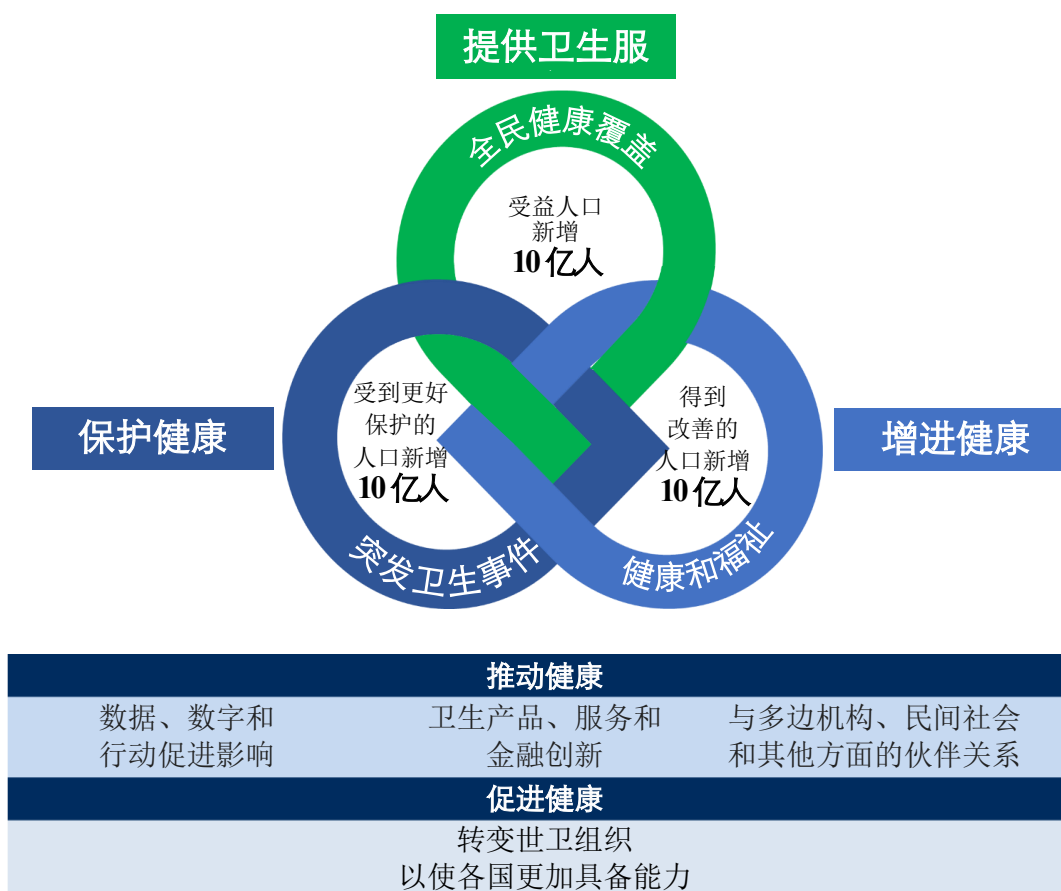 提供卫生服
全民健康覆盖
受益人口
新增
10亿人
保护健康
受到更好
保护的
人口新增
10亿人
突发卫生事件
得到
改善的
人口新增
10亿人
健康和福祉
增进健康
推动健康
数据、数字和
行动促进影响
卫生产品、服务和
金融创新
与多边机构、民间社会
和其他方面的伙伴关系
促进健康
转变世卫组织
以使各国更加具备能力